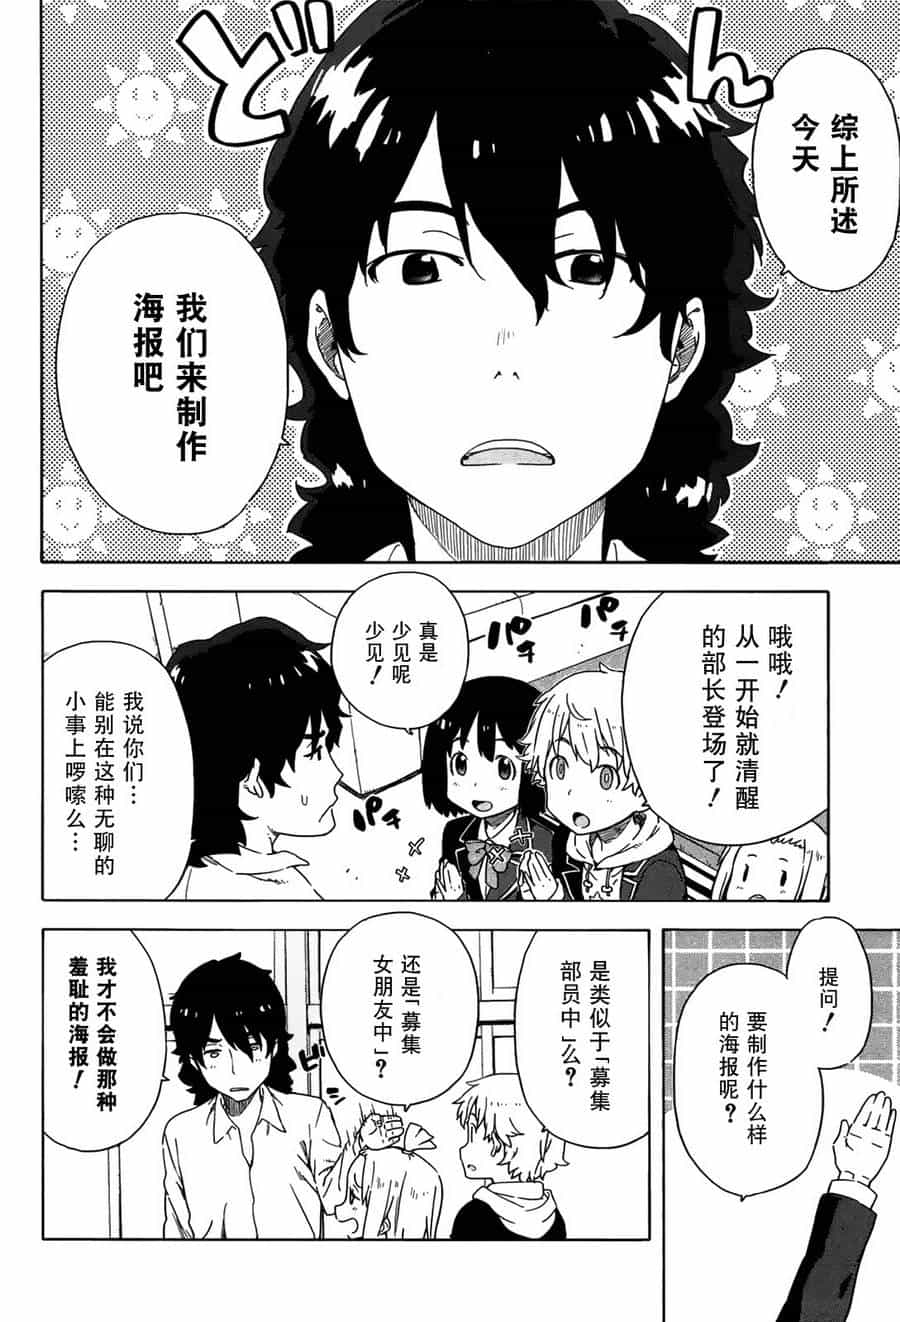 综上所述
今天
ど
ん
我们来制作
海报吧
哦哦！
从一开始就清醒
的部长登场了！
パチ
パチ
真是
少见呢
少见！
パチ
我说你们…
能别在这种无聊的
小事上啰嗦么…
提问！
要制作什么样
的海报呢？
是类似于「募集
部员中」么？
还是「募集
女朋友中」？
ビシ
我才不会做那种
羞耻的海报！